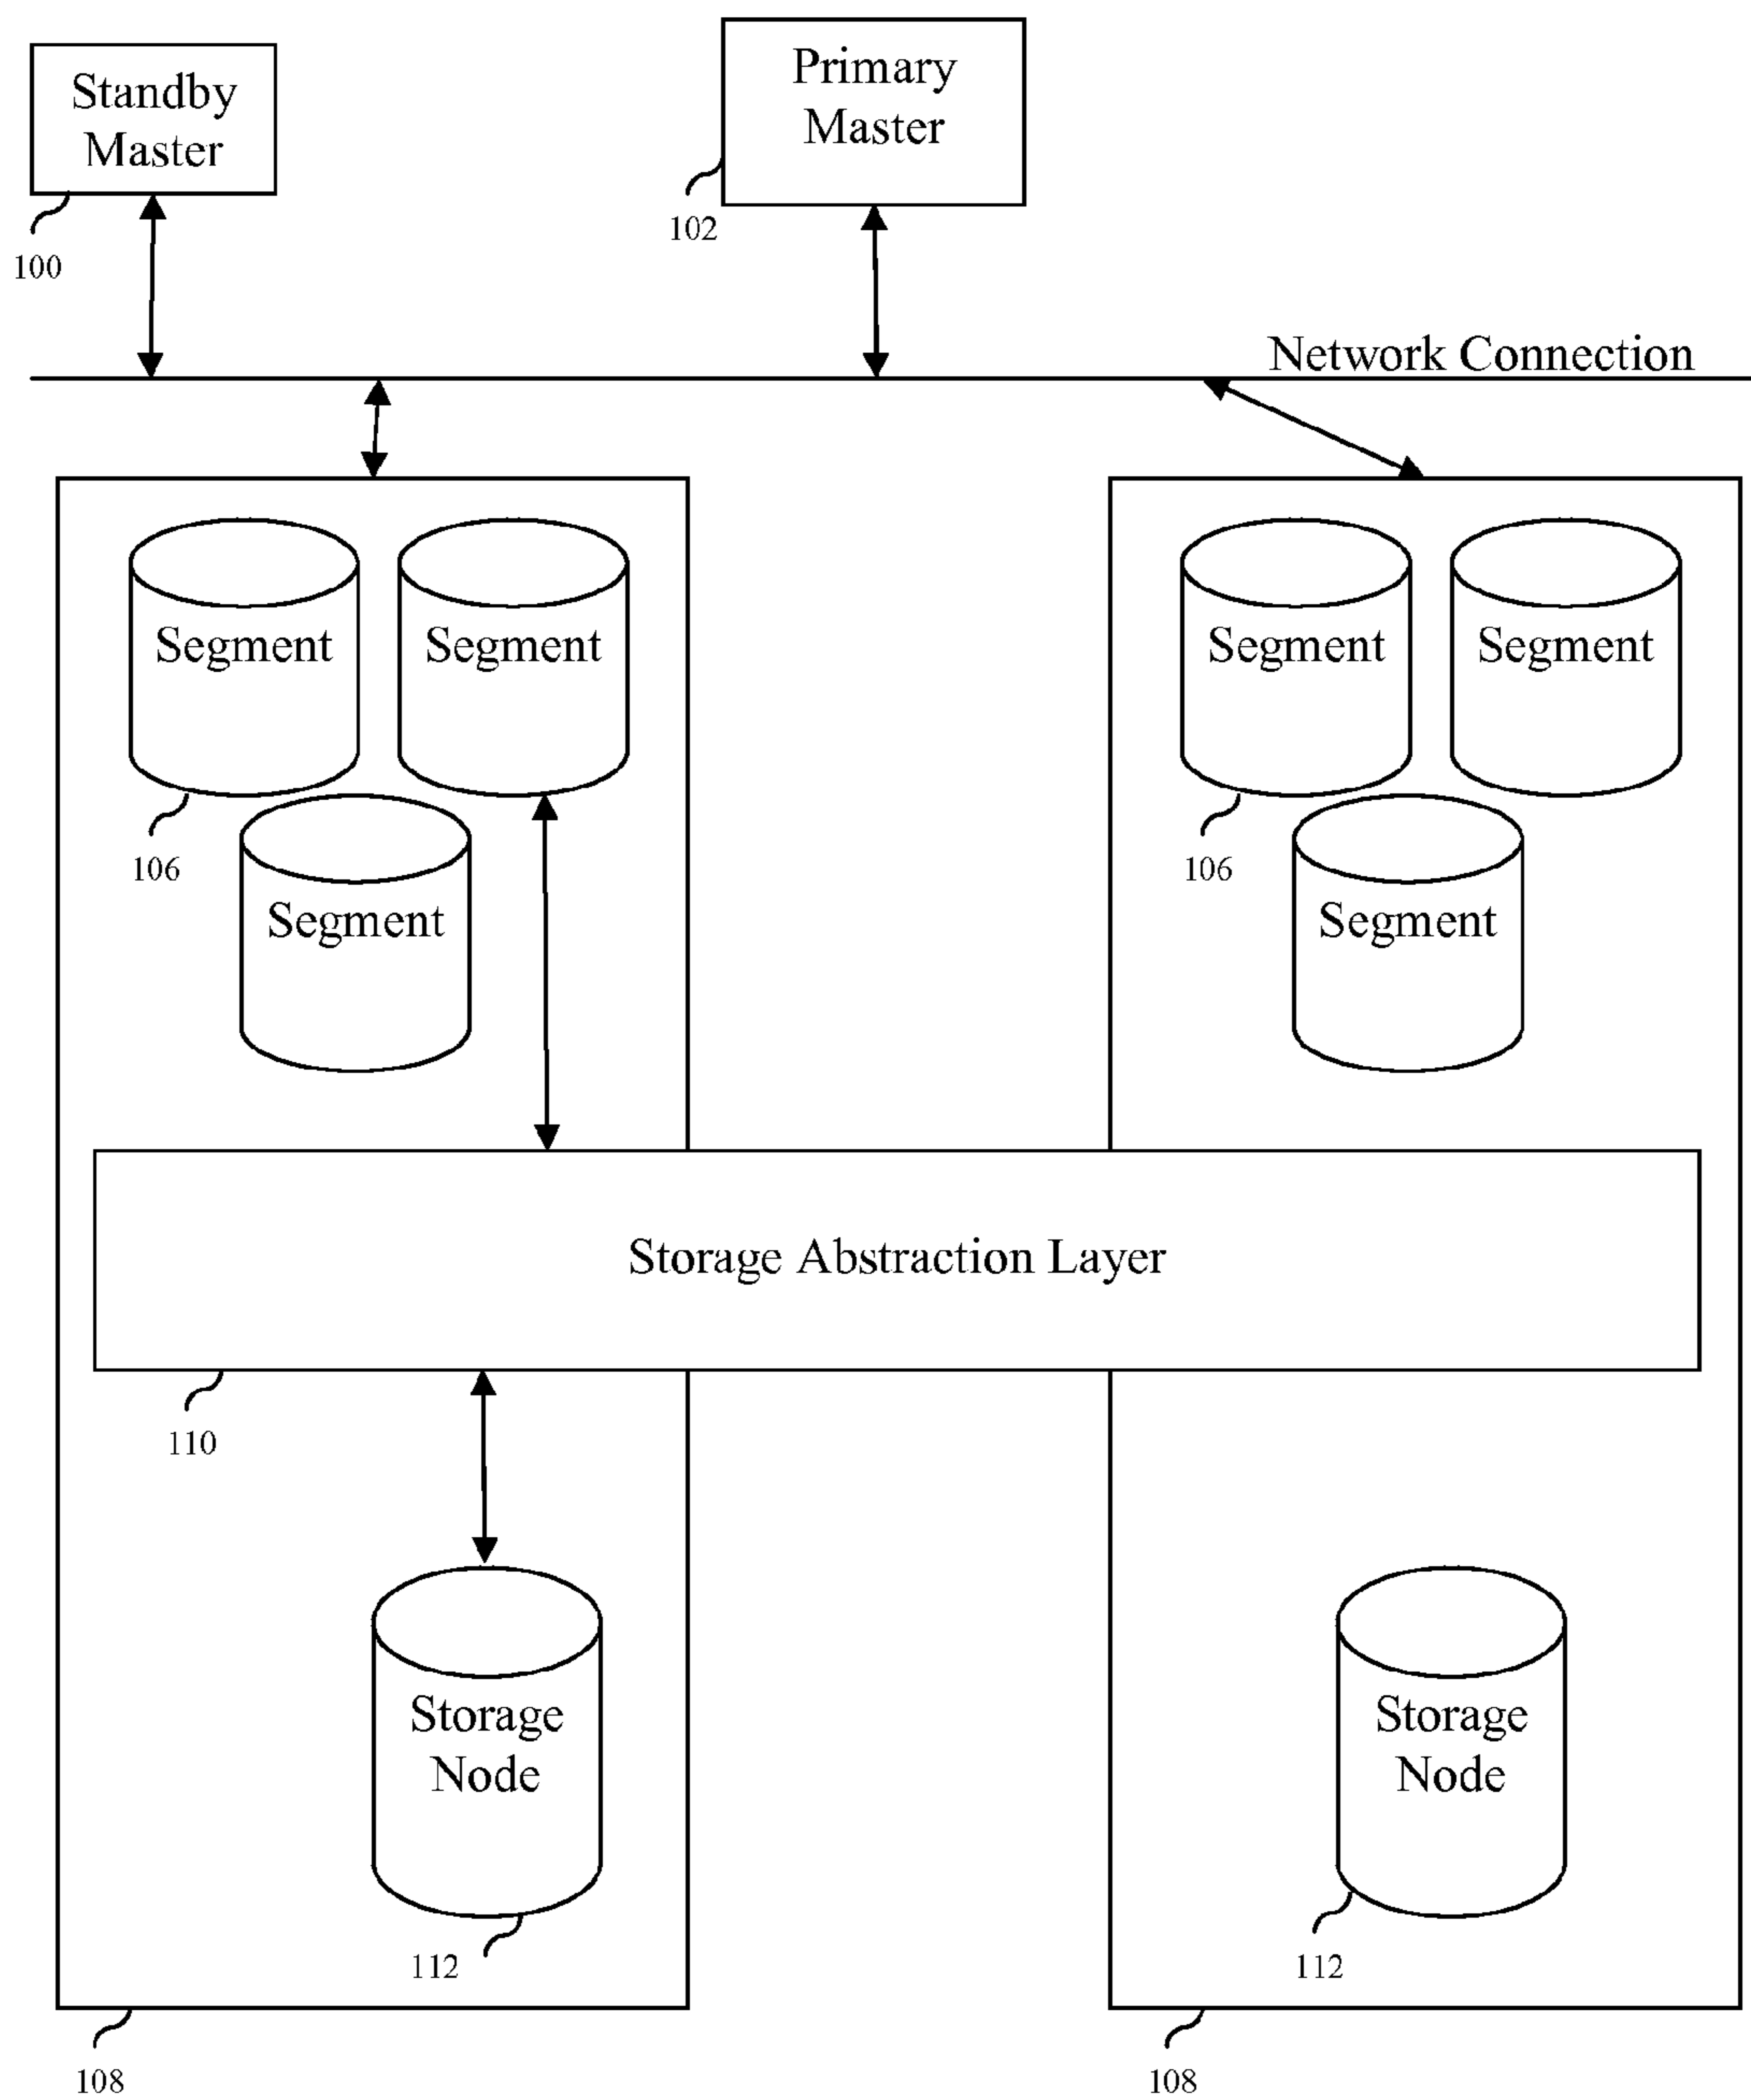 Standby
Master
100
Primary
Master
102
Network Connection
Segment
Segment
106
Segment
Segment
Segment
106
Segment
Storage Abstraction Layer
110
Storage
Node
112
Storage
Node
112
108
108